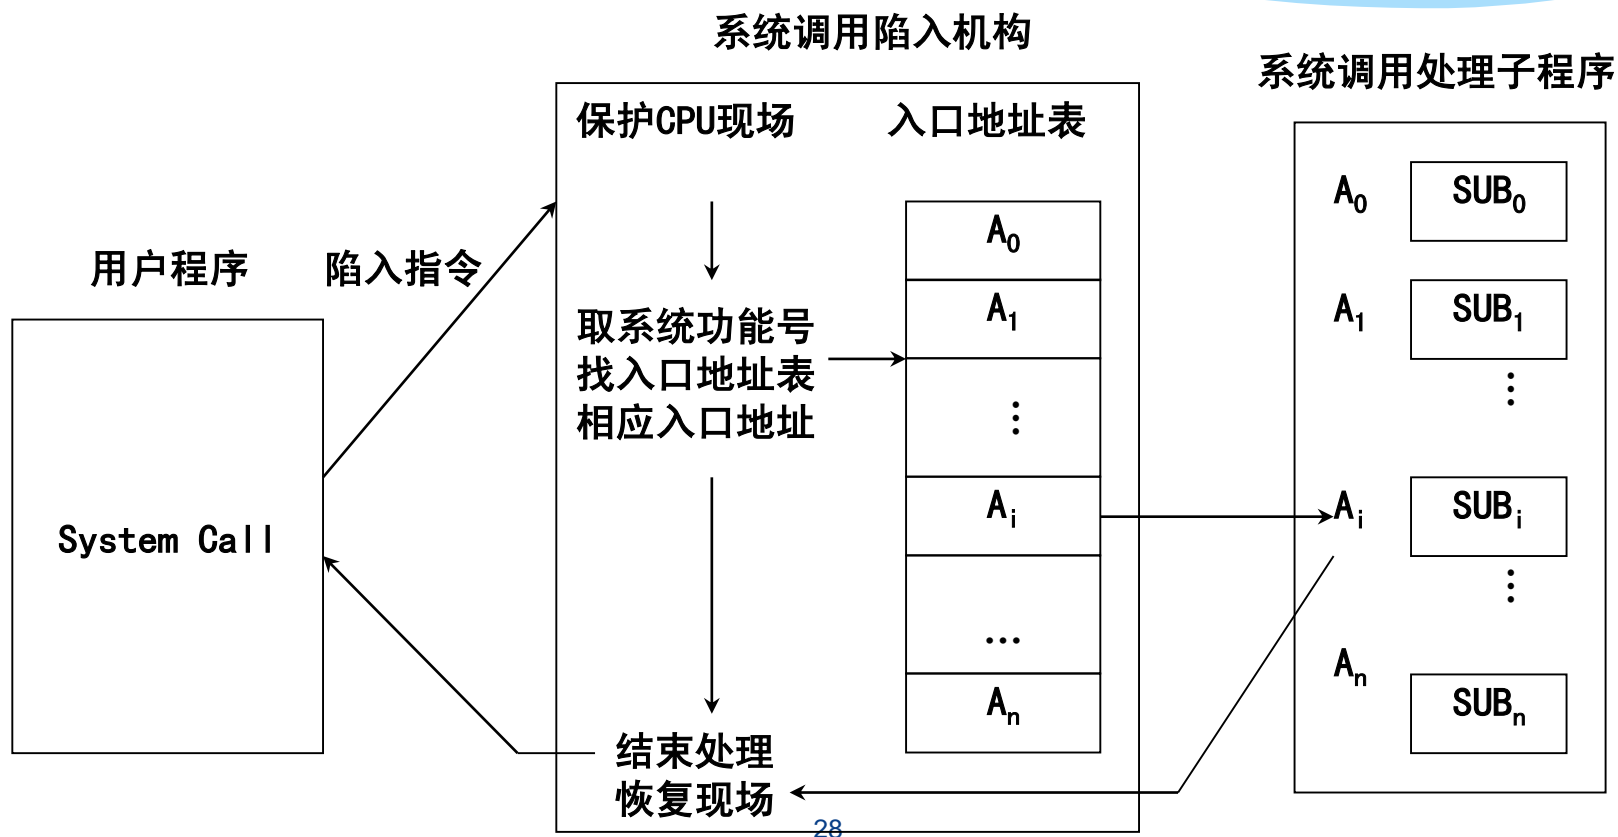 系统调用陷入机构
系统调用处理子程序
用户程序
陷入指令
System Call
保护CPU现场
取系统功能号
找入口地址表
相应入口地址
结束处理
恢复现场
入口地址表
A₀
A₁
⋮
Aᵢ
...
Aₙ
A₀ SUB₀
A₁ SUB₁
⋮
Aᵢ SUBᵢ
⋮
Aₙ SUBₙ
28